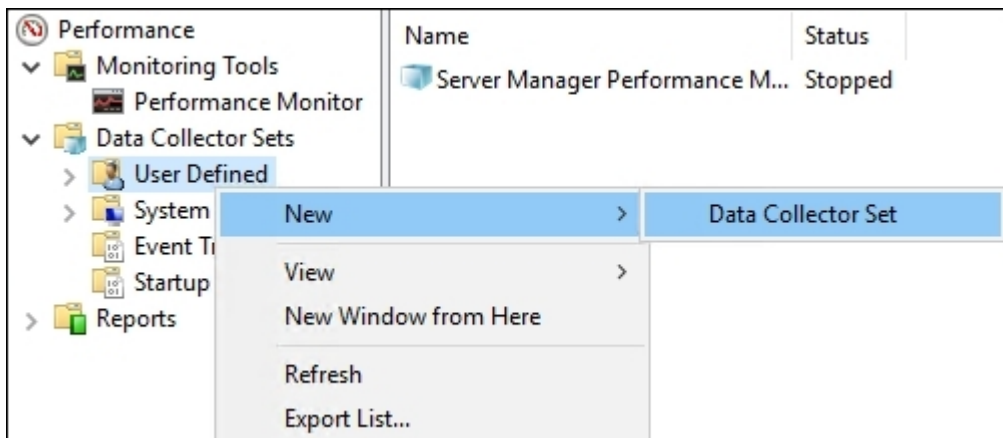 Performance
Monitoring Tools
Performance Monitor
Data Collector Sets
User Defined
System
Event Tr
Startup
Reports
Name Status
Server Manager Performance M... Stopped
New
View
New Window from Here
Refresh
Export List...
Data Collector Set